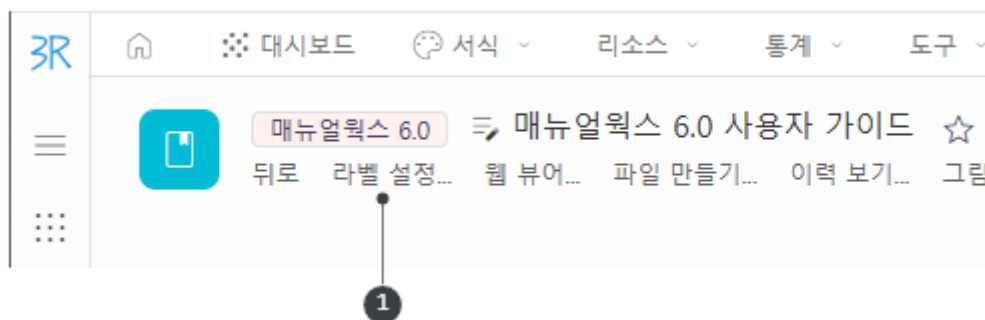 3R
대시보드 서식 리소스 통계 도구
매뉴얼웍스 6.0 매뉴얼웍스 6.0 사용자 가이드
뒤로 라벨 설정... 웹 뷰어... 파일 만들기... 이력 보기... 그림
1